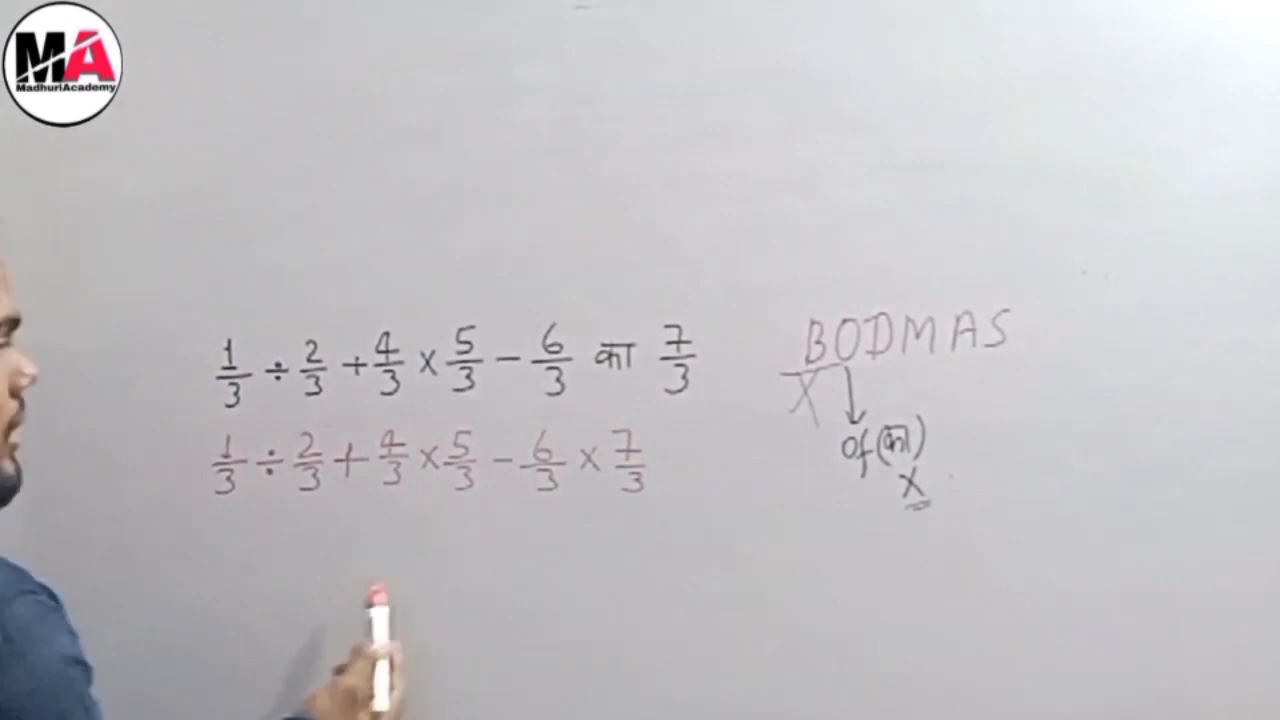 MA
MadhuriAcademy
1/3 ÷ 2/3 + 4/3 × 5/3 - 6/3 का 7/3
1/3 ÷ 2/3 + 4/3 × 5/3 - 6/3 × 7/3
BODMAS
X
of (का)
X